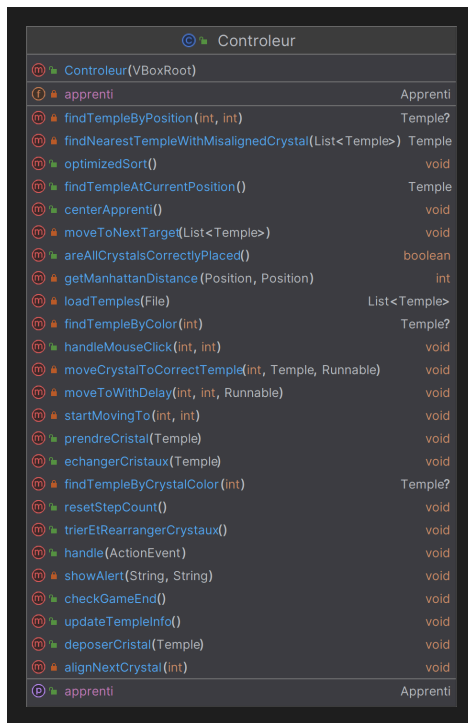 Controleur
Controleur(VBoxRoot)
apprenti Apprenti
findTempleByPosition(int, int) Temple?
findNearestTempleWithMisalignedCrystal(List<Temple>) Temple
optimizedSort() void
findTempleAtCurrentPosition() Temple
centerApprenti() void
moveToNextTarget(List<Temple>) void
areAllCrystalsCorrectlyPlaced() boolean
getManhattanDistance(Position, Position) int
loadTemples(File) List<Temple>
findTempleByColor(int) Temple?
handleMouseClick(int, int) void
moveCrystalToCorrectTemple(int, Temple, Runnable) void
moveToWithDelay(int, int, Runnable) void
startMovingTo(int, int) void
prendreCristal(Temple) void
echangerCristaux(Temple) void
findTempleByCrystalColor(int) Temple?
resetStepCount() void
trierEtRearrangerCrystaux() void
handle(ActionEvent) void
showAlert(String, String) void
checkGameEnd() void
updateTempleInfo() void
deposerCristal(Temple) void
alignNextCrystal(int) void
apprenti Apprenti